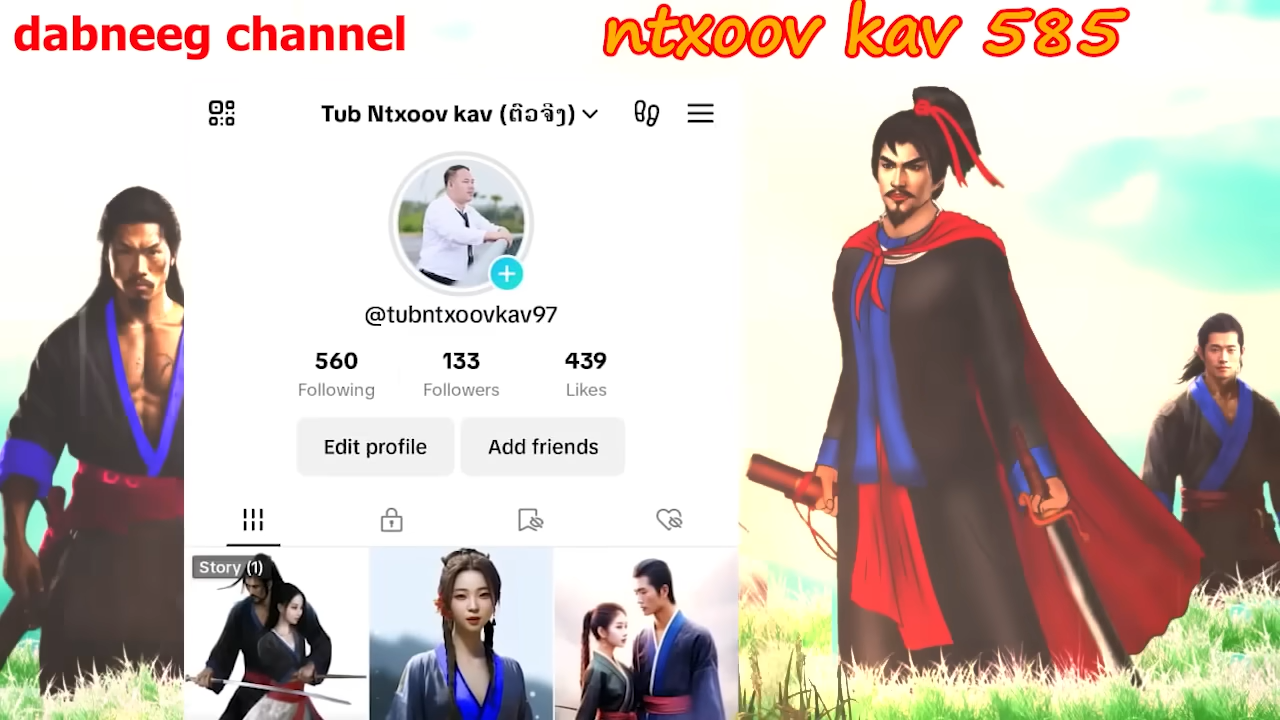 dabneeg channel
ntxoov kav 585
Tub Ntxoov kav (ຕົວຈີງ)
@tubntxoovkav97
560 133 439
Following Followers Likes
Edit profile Add friends
Story (1)